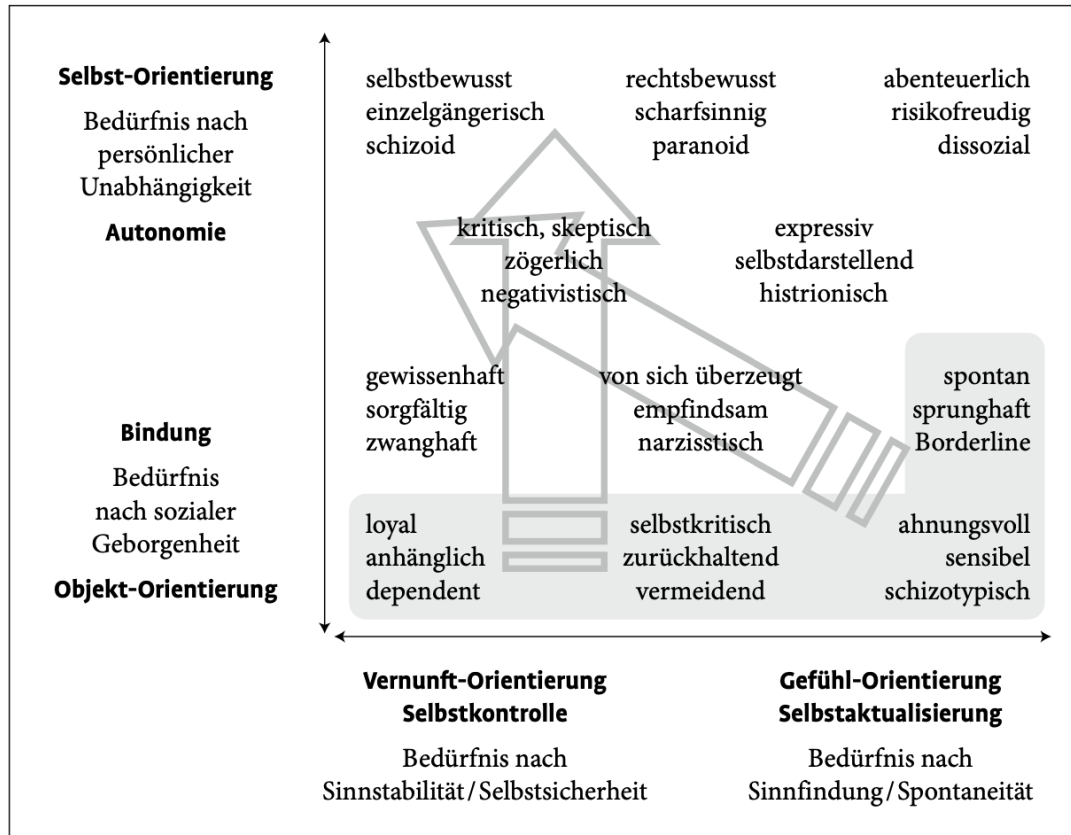 Selbst-Orientierung
Bedürfnis nach
persönlicher
Unabhängigkeit
Autonomie
Bindung
Bedürfnis
nach sozialer
Geborgenheit
Objekt-Orientierung
selbstbewusst
einzelgängerisch
schizoid
rechtsbewusst
scharfsinnig
paranoid
abenteuerlich
risikofreudig
dissozial
kritisch, skeptisch
zögerlich
negativistisch
expressiv
selbstdarstellend
histrionisch
gewissenhaft
sorgfältig
zwanghaft
von sich überzeugt
empfindsam
narzisstisch
spontan
sprunghaft
Borderline
loyal
anhänglich
dependent
selbstkritisch
zurückhaltend
vermeidend
ahnungsvoll
sensibel
schizotypisch
Vernunft-Orientierung
Selbstkontrolle
Bedürfnis nach
Sinnstabilität / Selbstsicherheit
Gefühl-Orientierung
Selbstaktualisierung
Bedürfnis nach
Sinnfindung / Spontaneität